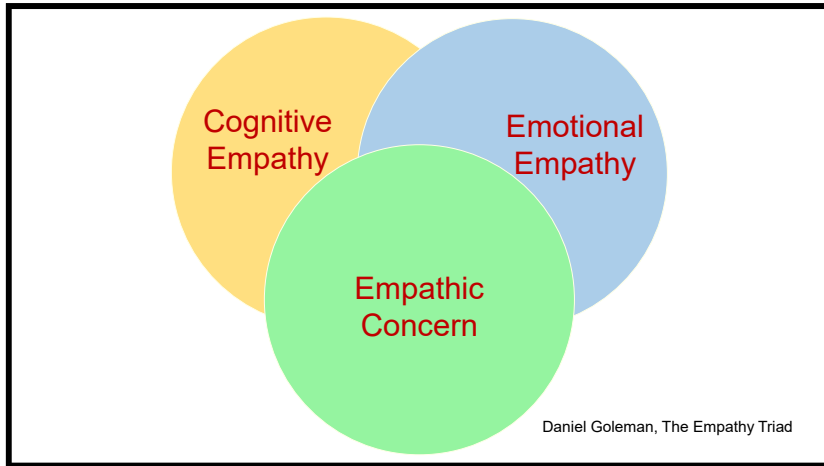 Cognitive
Empathy
Emotional
Empathy
Empathic
Concern
Daniel Goleman, The Empathy Triad